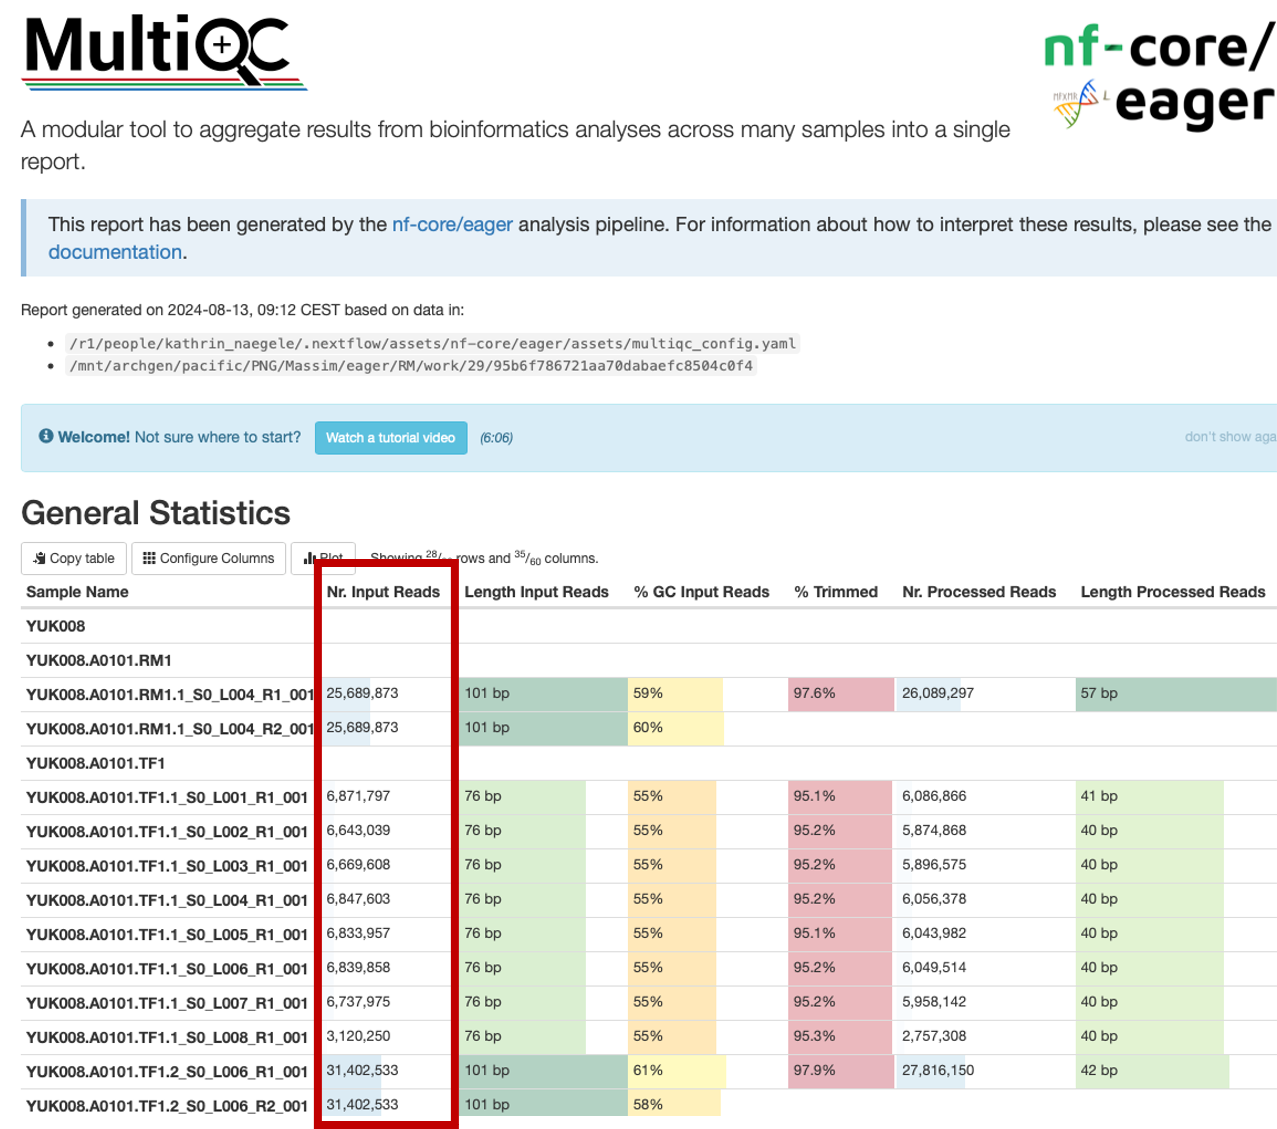 MultiQC
nf-core/
eager
A modular tool to aggregate results from bioinformatics analyses across many samples into a single
report.
This report has been generated by the nf-core/eager analysis pipeline. For information about how to interpret these results, please see the
documentation.
Report generated on 2024-08-13, 09:12 CEST based on data in:
/r1/people/kathrin_naegele/.nextflow/assets/nf-core/eager/assets/multiqc_config.yaml
/mnt/archgen/pacific/PNG/Massim/eager/RM/work/29/95b6f786721aa70dabaefc8504c0f4
Welcome! Not sure where to start? Watch a tutorial video (6:06) don't show aga
General Statistics
Copy table Configure Columns Plot Showing 28/ rows and 35/60 columns.
Sample Name Nr. Input Reads Length Input Reads % GC Input Reads % Trimmed Nr. Processed Reads Length Processed Reads
YUK008
YUK008.A0101.RM1
YUK008.A0101.RM1.1_S0_L004_R1_001 25,689,873 101 bp 59% 97.6% 26,089,297 57 bp
YUK008.A0101.RM1.1_S0_L004_R2_001 25,689,873 101 bp 60%
YUK008.A0101.TF1
YUK008.A0101.TF1.1_S0_L001_R1_001 6,871,797 76 bp 55% 95.1% 6,086,866 41 bp
YUK008.A0101.TF1.1_S0_L002_R1_001 6,643,039 76 bp 55% 95.2% 5,874,868 40 bp
YUK008.A0101.TF1.1_S0_L003_R1_001 6,669,608 76 bp 55% 95.2% 5,896,575 40 bp
YUK008.A0101.TF1.1_S0_L004_R1_001 6,847,603 76 bp 55% 95.2% 6,056,378 40 bp
YUK008.A0101.TF1.1_S0_L005_R1_001 6,833,957 76 bp 55% 95.1% 6,043,982 40 bp
YUK008.A0101.TF1.1_S0_L006_R1_001 6,839,858 76 bp 55% 95.2% 6,049,514 40 bp
YUK008.A0101.TF1.1_S0_L007_R1_001 6,737,975 76 bp 55% 95.2% 5,958,142 40 bp
YUK008.A0101.TF1.1_S0_L008_R1_001 3,120,250 76 bp 55% 95.3% 2,757,308 40 bp
YUK008.A0101.TF1.2_S0_L006_R1_001 31,402,533 101 bp 61% 97.9% 27,816,150 42 bp
YUK008.A0101.TF1.2_S0_L006_R2_001 31,402,533 101 bp 58%